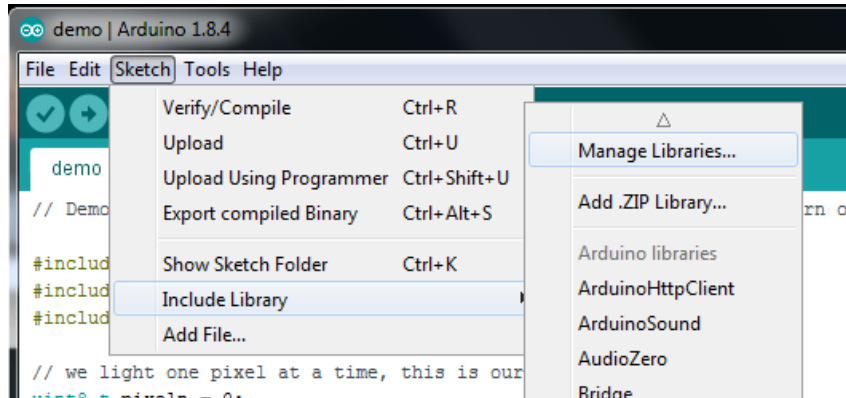 demo | Arduino 1.8.4
File Edit Sketch Tools Help
Verify/Compile Ctrl+R
Upload Ctrl+U
Upload Using Programmer Ctrl+Shift+U
Export compiled Binary Ctrl+Alt+S
Show Sketch Folder Ctrl+K
Include Library
Add File...
Manage Libraries...
Add .ZIP Library...
Arduino libraries
ArduinoHttpClient
ArduinoSound
AudioZero
Bridge
demo
// Demo
rn o
#includ
#includ
#includ
// we light one pixel at a time, this is our